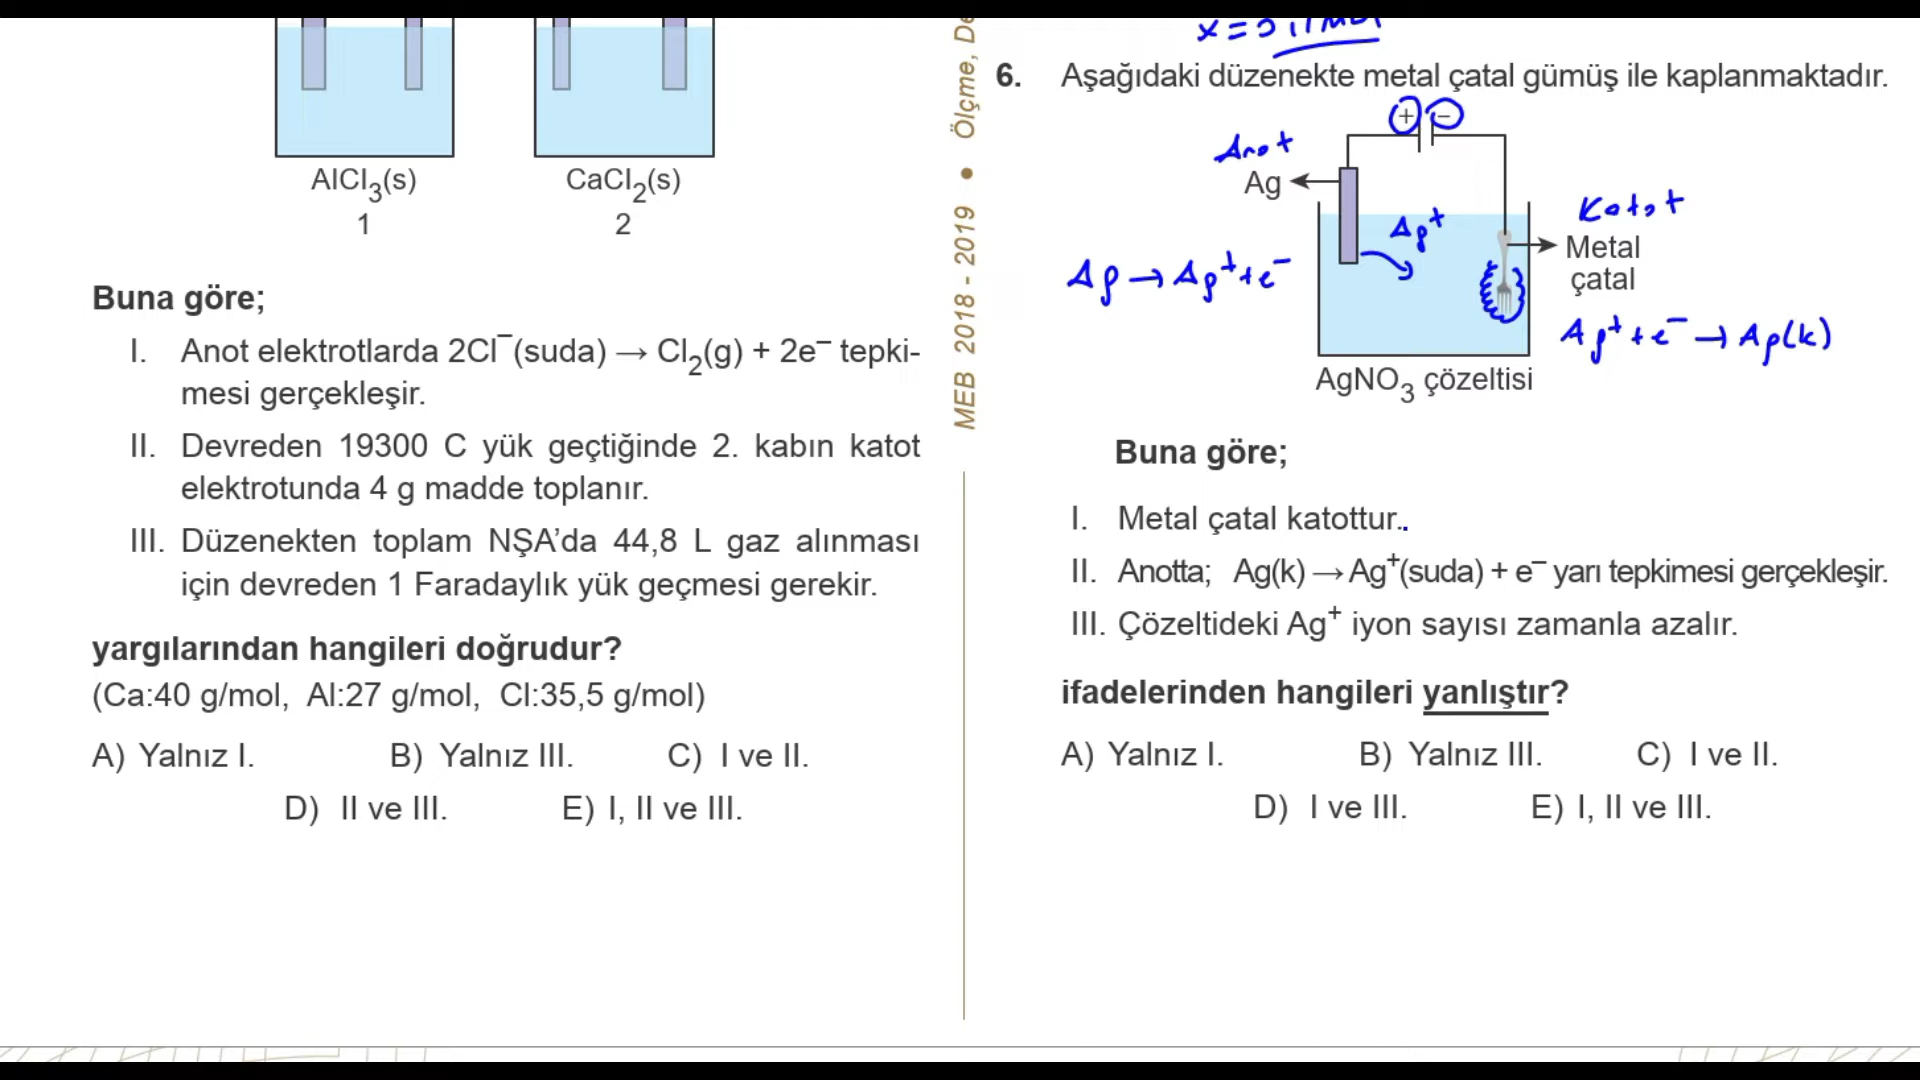 AlCl₃(s)
1
CaCl₂(s)
2
Buna göre;
I. Anot elektrotlarda 2Cl⁻(suda) → Cl₂(g) + 2e⁻ tepki-
mesi gerçekleşir.
II. Devreden 19300 C yük geçtiğinde 2. kabın katot
elektrotunda 4 g madde toplanır.
III. Düzenekten toplam NŞA’da 44,8 L gaz alınması
için devreden 1 Faradaylık yük geçmesi gerekir.
yargılarından hangileri doğrudur?
(Ca:40 g/mol, Al:27 g/mol, Cl:35,5 g/mol)
A) Yalnız I. B) Yalnız III. C) I ve II.
D) II ve III. E) I, II ve III.
MEB 2018 - 2019 ● Ölçme,
6. Aşağıdaki düzenekte metal çatal gümüş ile kaplanmaktadır.
+ −
Anot
Ag
Ag⁺
Katot
Metal
çatal
Ag → Ag⁺ + e⁻
Ag⁺ + e⁻ → Ag(k)
AgNO₃ çözeltisi
Buna göre;
I. Metal çatal katottur.
II. Anotta; Ag(k) → Ag⁺(suda) + e⁻ yarı tepkimesi gerçekleşir.
III. Çözeltideki Ag⁺ iyon sayısı zamanla azalır.
ifadelerinden hangileri yanlıştır?
A) Yalnız I. B) Yalnız III. C) I ve II.
D) I ve III. E) I, II ve III.